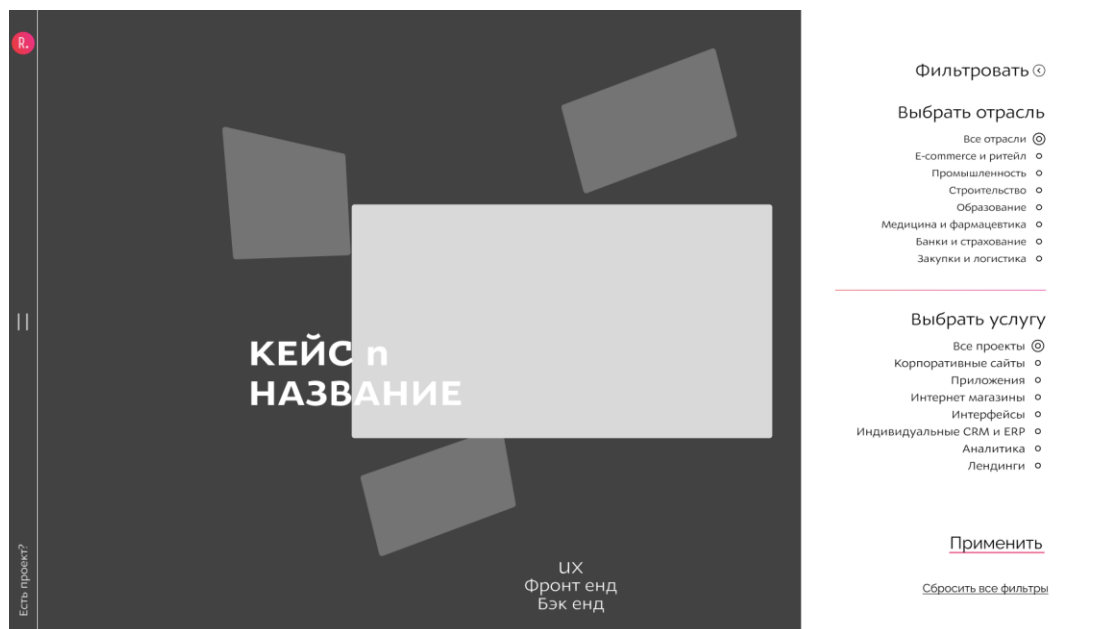 R.
Есть проект?
КЕЙС n
НАЗВАНИЕ
UX
Фронт енд
Бэк енд
Фильтровать
Выбрать отрасль
Все отрасли
E-commerce и ритейл
Промышленность
Строительство
Образование
Медицина и фармацевтика
Банки и страхование
Закупки и логистика
Выбрать услугу
Все проекты
Корпоративные сайты
Приложения
Интернет магазины
Интерфейсы
Индивидуальные CRM и ERP
Аналитика
Лендинги
Применить
Сбросить все фильтры